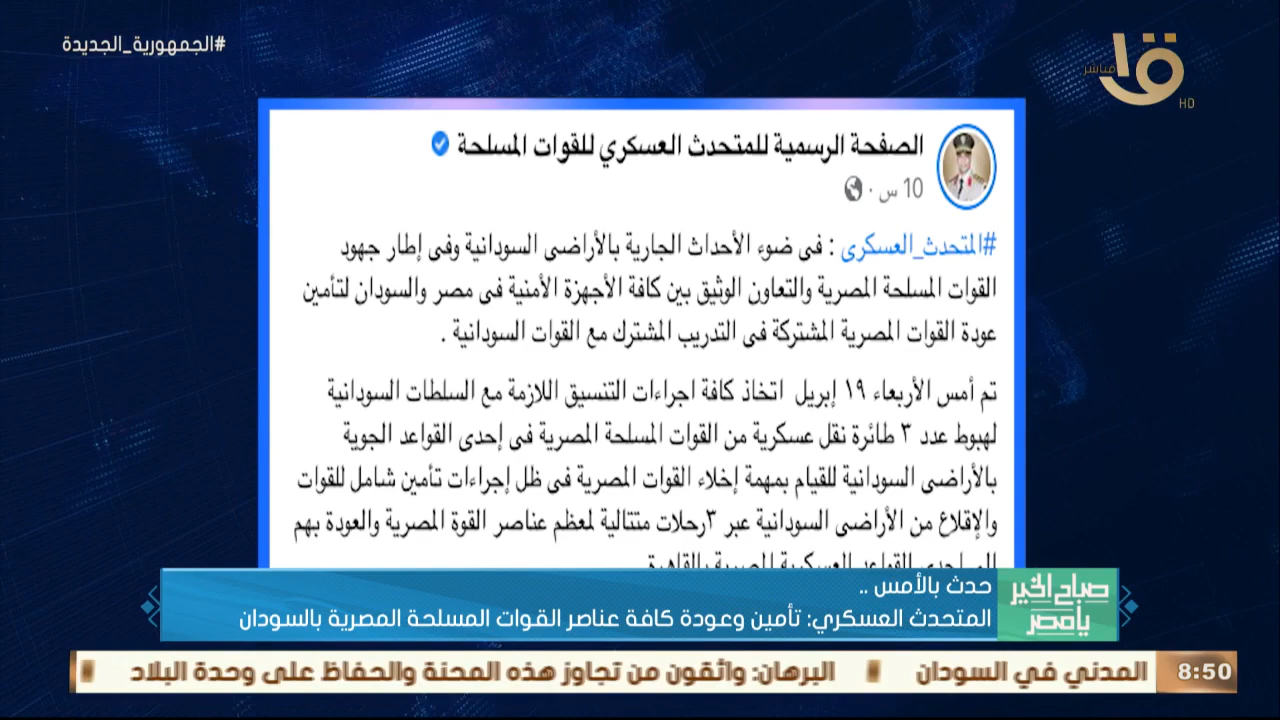 #الجمهورية_الجديدة
مباشر
HD
الصفحة الرسمية للمتحدث العسكري للقوات المسلحة
10 س ·
#المتحدث_العسكرى : فى ضوء الأحداث الجارية بالأراضى السودانية وفى إطار جهود
القوات المسلحة المصرية والتعاون الوثيق بين كافة الأجهزة الأمنية فى مصر والسودان لتأمين
عودة القوات المصرية المشتركة فى التدريب المشترك مع القوات السودانية .
تم أمس الأربعاء ١٩ إبريل اتخاذ كافة اجراءات التنسيق اللازمة مع السلطات السودانية
لهبوط عدد ٣ طائرة نقل عسكرية من القوات المسلحة المصرية فى إحدى القواعد الجوية
بالأراضى السودانية للقيام بمهمة إخلاء القوات المصرية فى ظل إجراءات تأمين شامل للقوات
والإقلاع من الأراضى السودانية عبر ٣رحلات متتالية لمعظم عناصر القوة المصرية والعودة بهم
حدث بالأمس ..
المتحدث العسكري: تأمين وعودة كافة عناصر القوات المسلحة المصرية بالسودان
صباح الخير
يا مصر
8:50
المدني في السودان
البرهان: واثقون من تجاوز هذه المحنة والحفاظ على وحدة البلاد